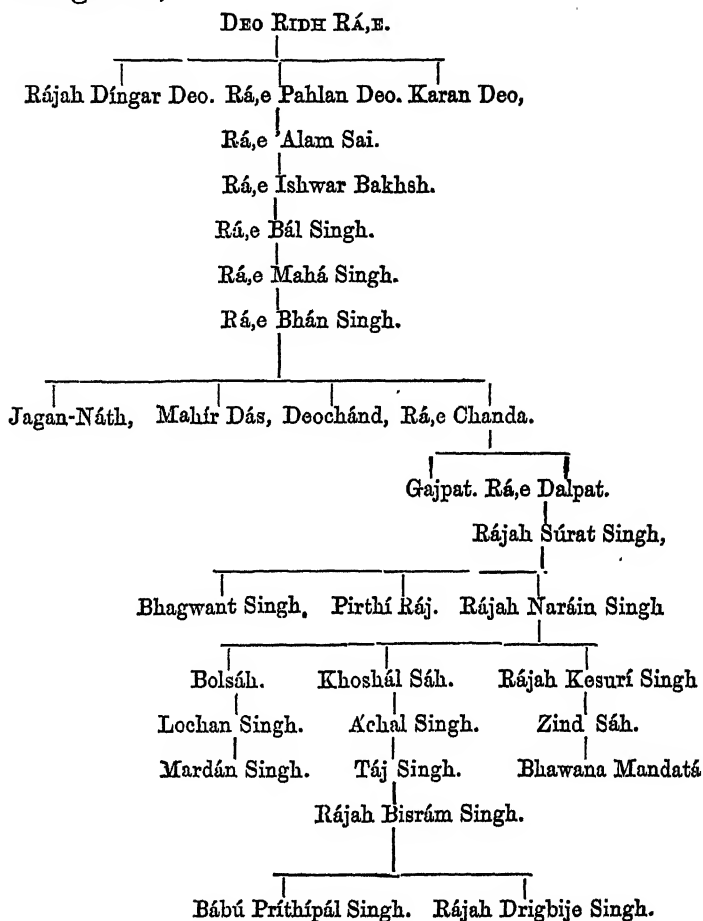 DEO RIDH RÁ,E.
Rájah Díngar Deo. Rá,e Pahlan Deo. Karan Deo,
Rá,e 'Alam Sai.
Rá,e Ishwar Bakhsh.
Rá,e Bál Singh.
Rá,e Mahá Singh.
Rá,e Bhán Singh.
Jagan-Náth, Mahír Dás, Deochánd, Rá,e Chanda.
Gajpat. Rá,e Dalpat.
Rájah Súrat Singh,
Bhagwant Singh. Pirthí Ráj. Rájah Naráin Singh
Bolsáh. Khoshál Sáh. Rájah Kesurí Singh
Lochan Singh. Áchal Singh. Zind Sáh.
Mardán Singh. Táj Singh. Bhawana Mandatá
Rájah Bisrám Singh.
Bábú Príthípál Singh. Rájah Drigbije Singh.